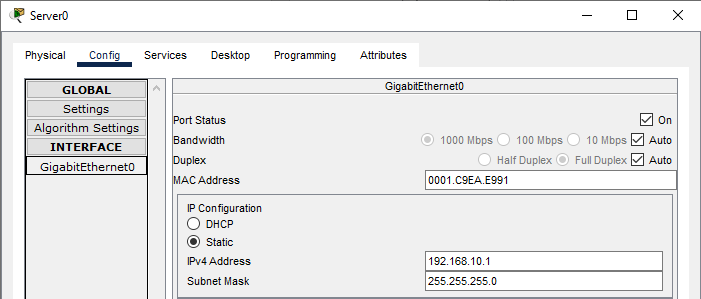 Server0
Physical Config Services Desktop Programming Attributes
GLOBAL
Settings
Algorithm Settings
INTERFACE
GigabitEthernet0
GigabitEthernet0
Port Status On
Bandwidth 1000 Mbps 100 Mbps 10 Mbps Auto
Duplex Half Duplex Full Duplex Auto
MAC Address 0001.C9EA.E991
IP Configuration
DHCP
Static
IPv4 Address 192.168.10.1
Subnet Mask 255.255.255.0